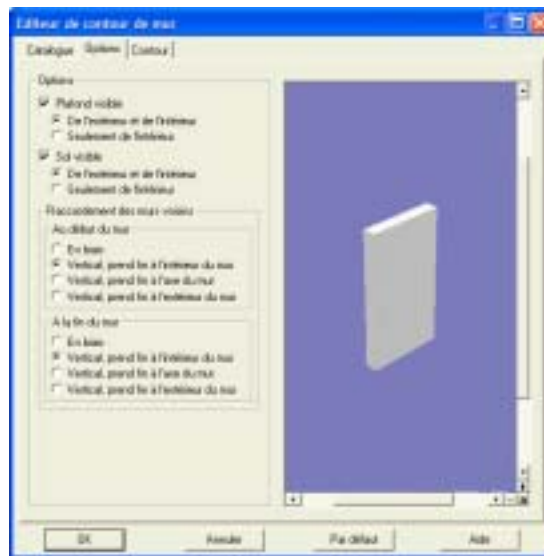 Editeur de contour de mur
Catalogue Options Contour
Options
Plafond visible
De l'extérieur et de l'intérieur
Seulement de l'intérieur
Sol visible
De l'extérieur et de l'intérieur
Seulement de l'intérieur
Raccordement des murs voisins
Au début du mur
En biais
Vertical, prend fin à l'intérieur du mur
Vertical, prend fin à l'axe du mur
Vertical, prend fin à l'extérieur du mur
A la fin du mur
En biais
Vertical, prend fin à l'intérieur du mur
Vertical, prend fin à l'axe du mur
Vertical, prend fin à l'extérieur du mur
OK Annuler Par défaut Aide